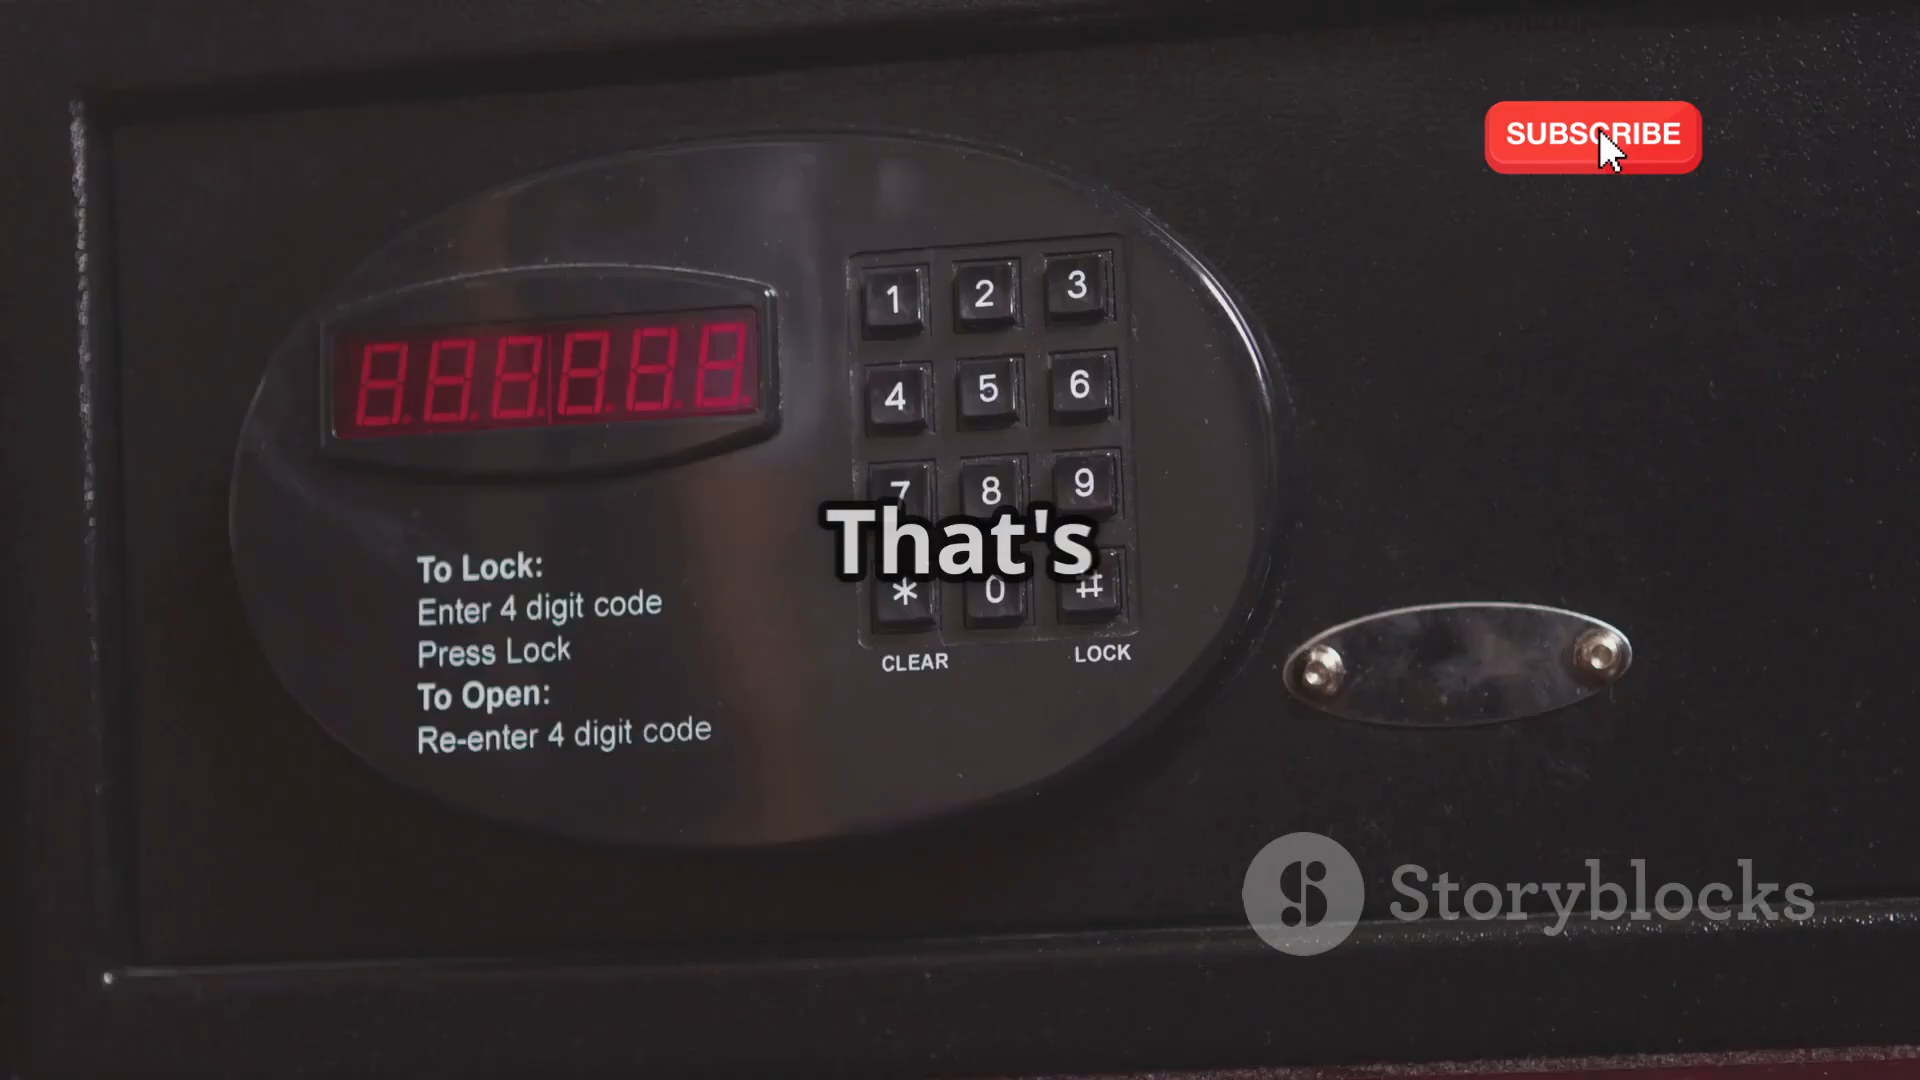 SUBSCRIBE
888888
1 2 3
4 5 6
7 8 9
* 0 #
CLEAR LOCK
That's
To Lock:
Enter 4 digit code
Press Lock
To Open:
Re-enter 4 digit code
Storyblocks